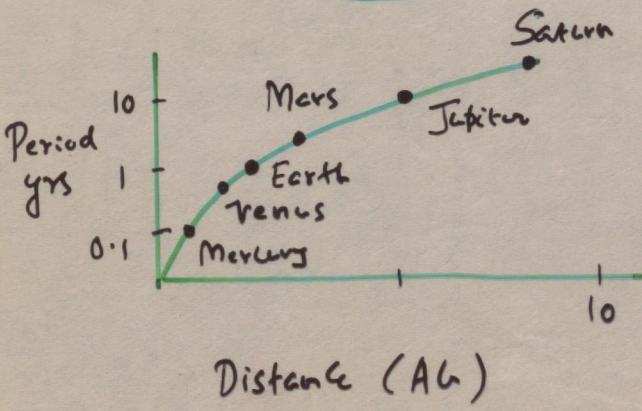 Saturn
Mars
10
Jupiter
Period
yrs
1
Earth
Venus
0.1
Mercury
10
Distance (AU)